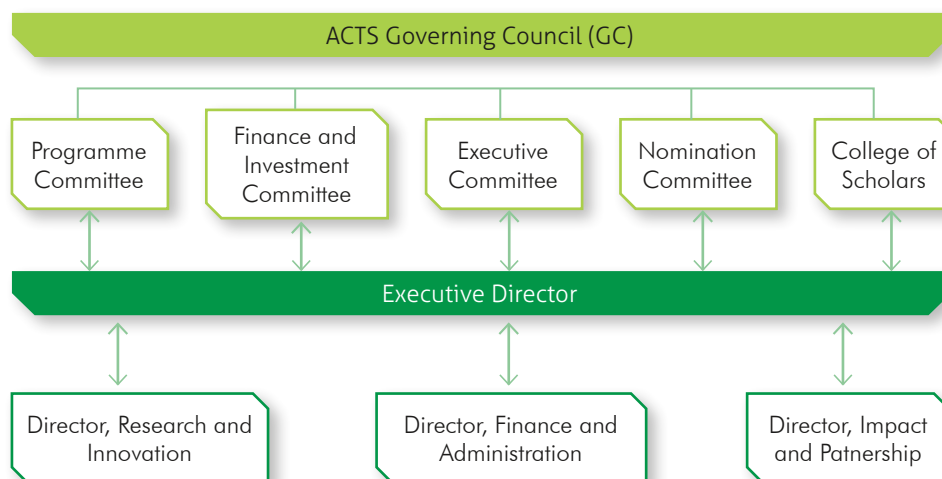 ACTS Governing Council (GC)
Programme
Committee
Finance and
Investment
Committee
Executive
Committee
Nomination
Committee
College of
Scholars
Executive Director
Director, Research and
Innovation
Director, Finance and
Administration
Director, Impact
and Patnership